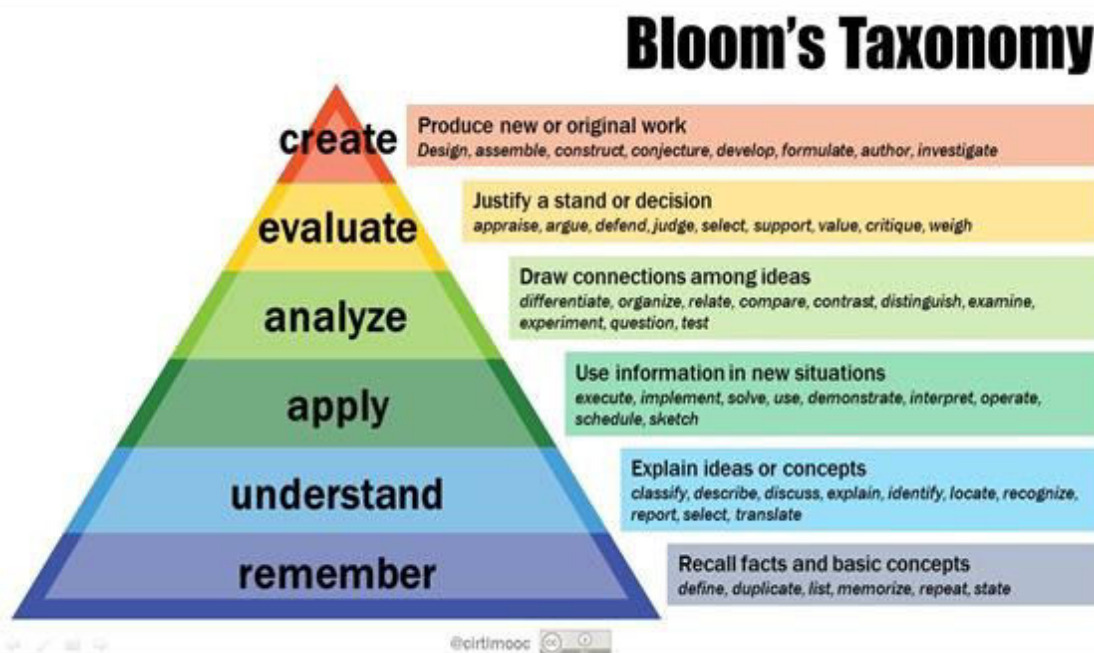 Bloom's Taxonomy
create
Produce new or original work
Design, assemble, construct, conjecture, develop, formulate, author, investigate
evaluate
Justify a stand or decision
appraise, argue, defend, judge, select, support, value, critique, weigh
analyze
Draw connections among ideas
differentiate, organize, relate, compare, contrast, distinguish, examine,
experiment, question, test
apply
Use information in new situations
execute, implement, solve, use, demonstrate, interpret, operate,
schedule, sketch
understand
Explain ideas or concepts
classify, describe, discuss, explain, identify, locate, recognize,
report, select, translate
remember
Recall facts and basic concepts
define, duplicate, list, memorize, repeat, state
@cirtlmooc
cc